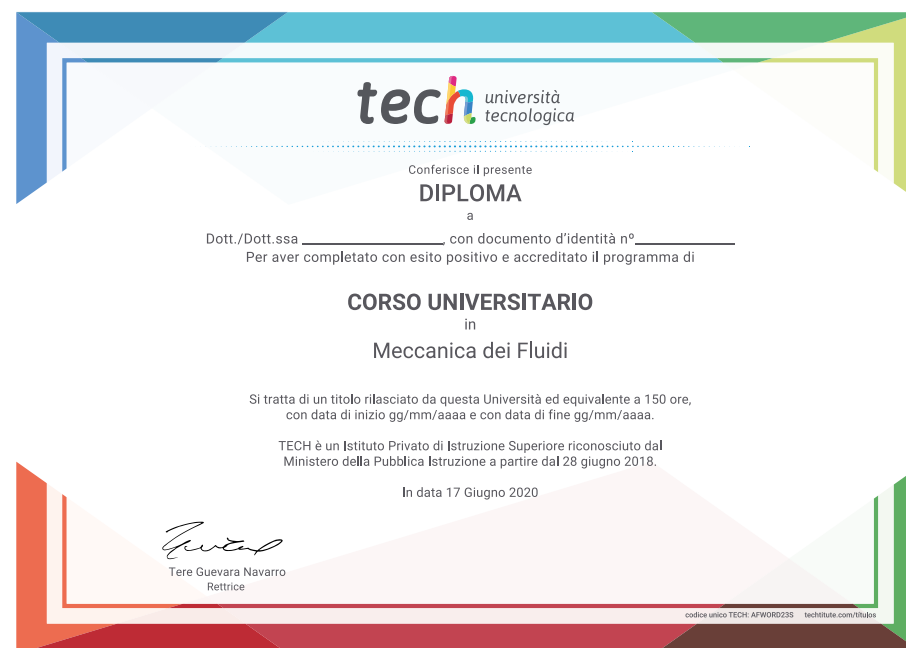 tech università
tecnologica
Conferisce il presente
DIPLOMA
a
Dott./Dott.ssa ____________________, con documento d'identità nº______________
Per aver completato con esito positivo e accreditato il programma di
CORSO UNIVERSITARIO
in
Meccanica dei Fluidi
Si tratta di un titolo rilasciato da questa Università ed equivalente a 150 ore,
con data di inizio gg/mm/aaaa e con data di fine gg/mm/aaaa.
TECH è un Istituto Privato di Istruzione Superiore riconosciuto dal
Ministero della Pubblica Istruzione a partire dal 28 giugno 2018.
In data 17 Giugno 2020
Tere Guevara Navarro
Rettrice
codice unico TECH: AFWORD23S techtitute.com/titulos